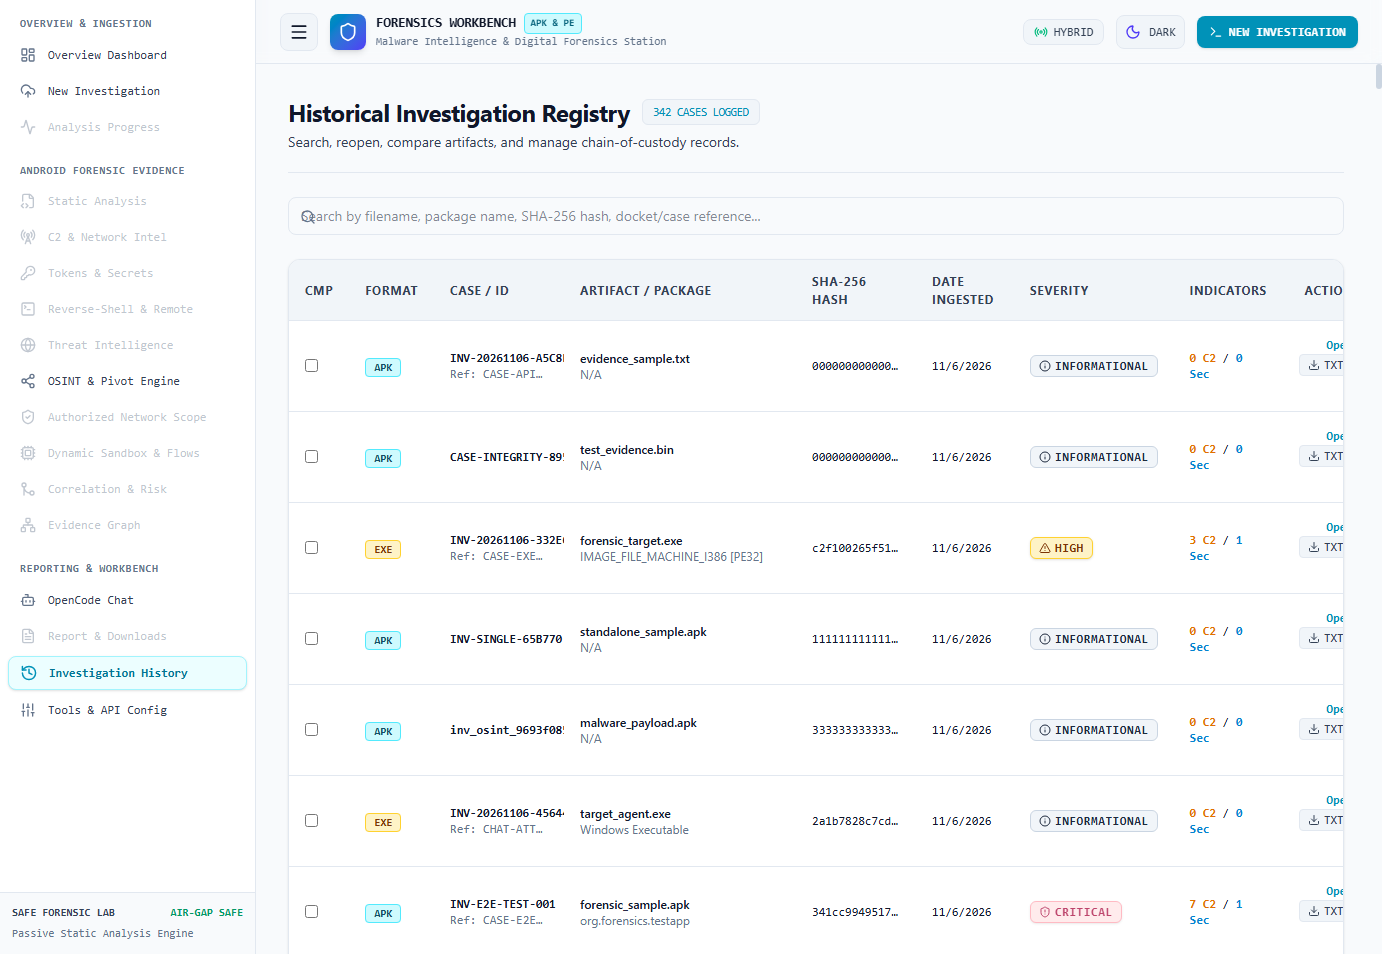 OVERVIEW & INGESTION
Overview Dashboard
New Investigation
Analysis Progress
ANDROID FORENSIC EVIDENCE
Static Analysis
C2 & Network Intel
Tokens & Secrets
Reverse-Shell & Remote
Threat Intelligence
OSINT & Pivot Engine
Authorized Network Scope
Dynamic Sandbox & Flows
Correlation & Risk
Evidence Graph
REPORTING & WORKBENCH
OpenCode Chat
Report & Downloads
Investigation History
Tools & API Config
SAFE FORENSIC LAB AIR-GAP SAFE
Passive Static Analysis Engine
FORENSICS WORKBENCH APK & PE
Malware Intelligence & Digital Forensics Station
HYBRID DARK >_ NEW INVESTIGATION
Historical Investigation Registry 342 CASES LOGGED
Search, reopen, compare artifacts, and manage chain-of-custody records.
Search by filename, package name, SHA-256 hash, docket/case reference...
CMP FORMAT CASE / ID ARTIFACT / PACKAGE SHA-256 HASH DATE INGESTED SEVERITY INDICATORS ACTIO
APK INV-20261106-A5C8 evidence_sample.txt 000000000000… 11/6/2026 INFORMATIONAL 0 C2 / 0 Sec Ope
Ref: CASE-API… N/A TXT
APK CASE-INTEGRITY-89 test_evidence.bin 000000000000… 11/6/2026 INFORMATIONAL 0 C2 / 0 Sec Ope
N/A TXT
EXE INV-20261106-332E forensic_target.exe c2f100265f51… 11/6/2026 HIGH 3 C2 / 1 Sec Ope
Ref: CASE-EXE… IMAGE_FILE_MACHINE_I386 [PE32] TXT
APK INV-SINGLE-65B770 standalone_sample.apk 111111111111… 11/6/2026 INFORMATIONAL 0 C2 / 0 Sec Ope
N/A TXT
APK inv_osint_9693f08 malware_payload.apk 333333333333… 11/6/2026 INFORMATIONAL 0 C2 / 0 Sec Ope
N/A TXT
EXE INV-20261106-4564 target_agent.exe 2a1b7828c7cd… 11/6/2026 INFORMATIONAL 0 C2 / 0 Sec Ope
Ref: CHAT-ATT… Windows Executable TXT
APK INV-E2E-TEST-001 forensic_sample.apk 341cc9949517… 11/6/2026 CRITICAL 7 C2 / 1 Sec Ope
Ref: CASE-E2E… org.forensics.testapp TXT